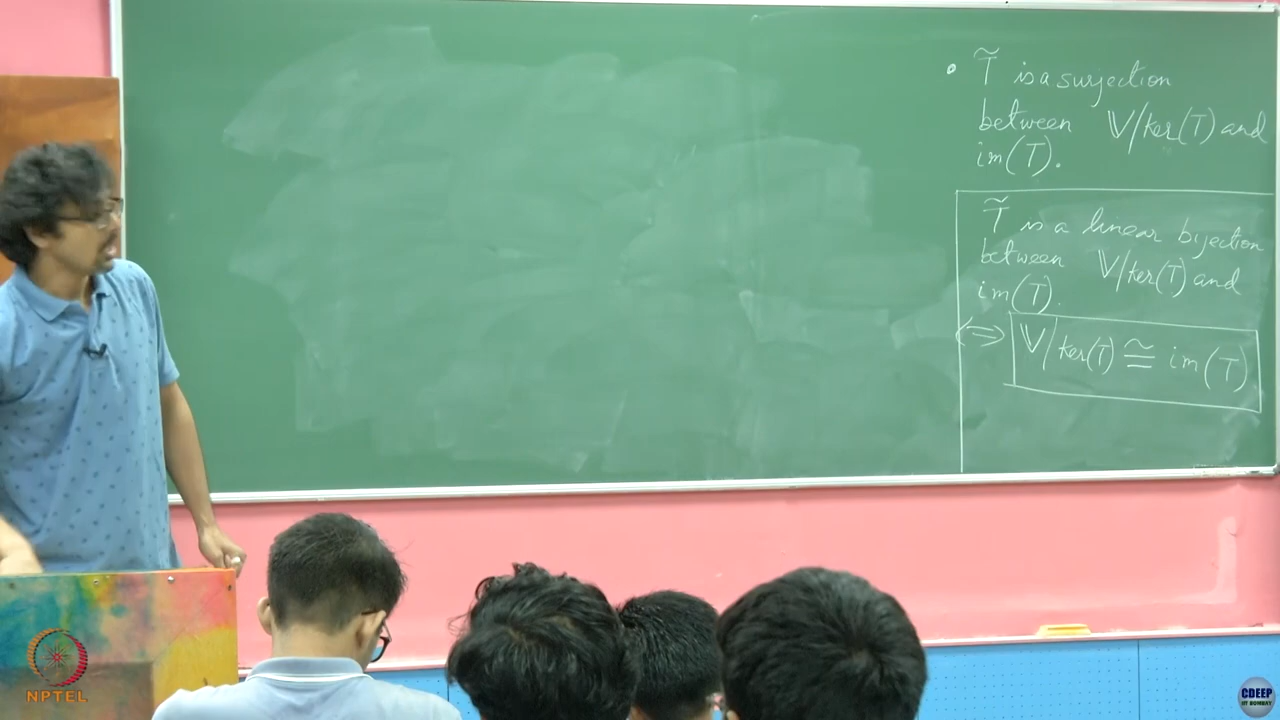 • T̃ is a surjection
between 𝕍/ker(T) and
im(T).
T̃ is a linear bijection
between 𝕍/ker(T) and
im(T).
⇔ 𝕍/ker(T) ≅ im(T)
NPTEL
CDEEP
IIT BOMBAY